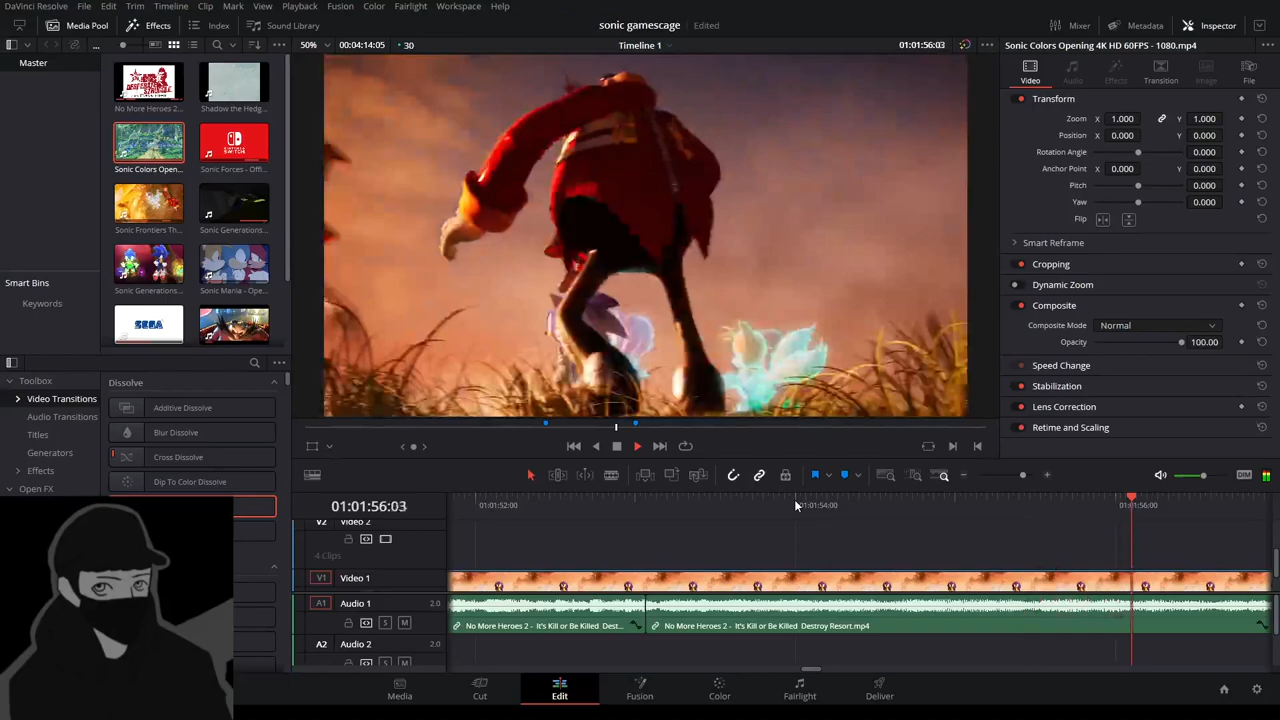 DaVinci Resolve File Edit Trim Timeline Clip Mark View Playback Fusion Color Fairlight Workspace Help
Media Pool Effects Index Sound Library sonic gamescage Edited Mixer Metadata Inspector
... 50% 00:04:14:05 30 Timeline 1 01:01:56:03 Sonic Colors Opening 4K HD 60FPS - 1080.mp4
Master
Video Audio Effects Transition Image File
No More Heroes 2... Shadow the Hedg...
Transform
Zoom X 1.000 Y 1.000
Position X 0.000 Y 0.000
Rotation Angle 0.000
Sonic Colors Open... Sonic Forces - Offi...
Anchor Point X 0.000 Y 0.000
Pitch 0.000
Yaw 0.000
Flip
Sonic Frontiers Th... Sonic Generations...
Smart Reframe
Cropping
Dynamic Zoom
Sonic Generations... Sonic Mania - Ope...
Smart Bins
Keywords
SEGA
Composite
Composite Mode Normal
Opacity 100.00
Speed Change
Stabilization
Lens Correction
Retime and Scaling
Toolbox
Video Transitions
Audio Transitions
Titles
Generators
Effects
Open FX
Dissolve
Additive Dissolve
Blur Dissolve
Cross Dissolve
Dip To Color Dissolve
DIM
01:01:56:03 01:01:52:00 01:01:54:00 01:01:56:00
V2 Video 2
4 Clips
V1 Video 1
A1 Audio 1 2.0
S M No More Heroes 2 - It's Kill or Be Killed Dest... No More Heroes 2 - It's Kill or Be Killed Destroy Resort.mp4
A2 Audio 2 2.0
S M
Media Cut Edit Fusion Color Fairlight Deliver